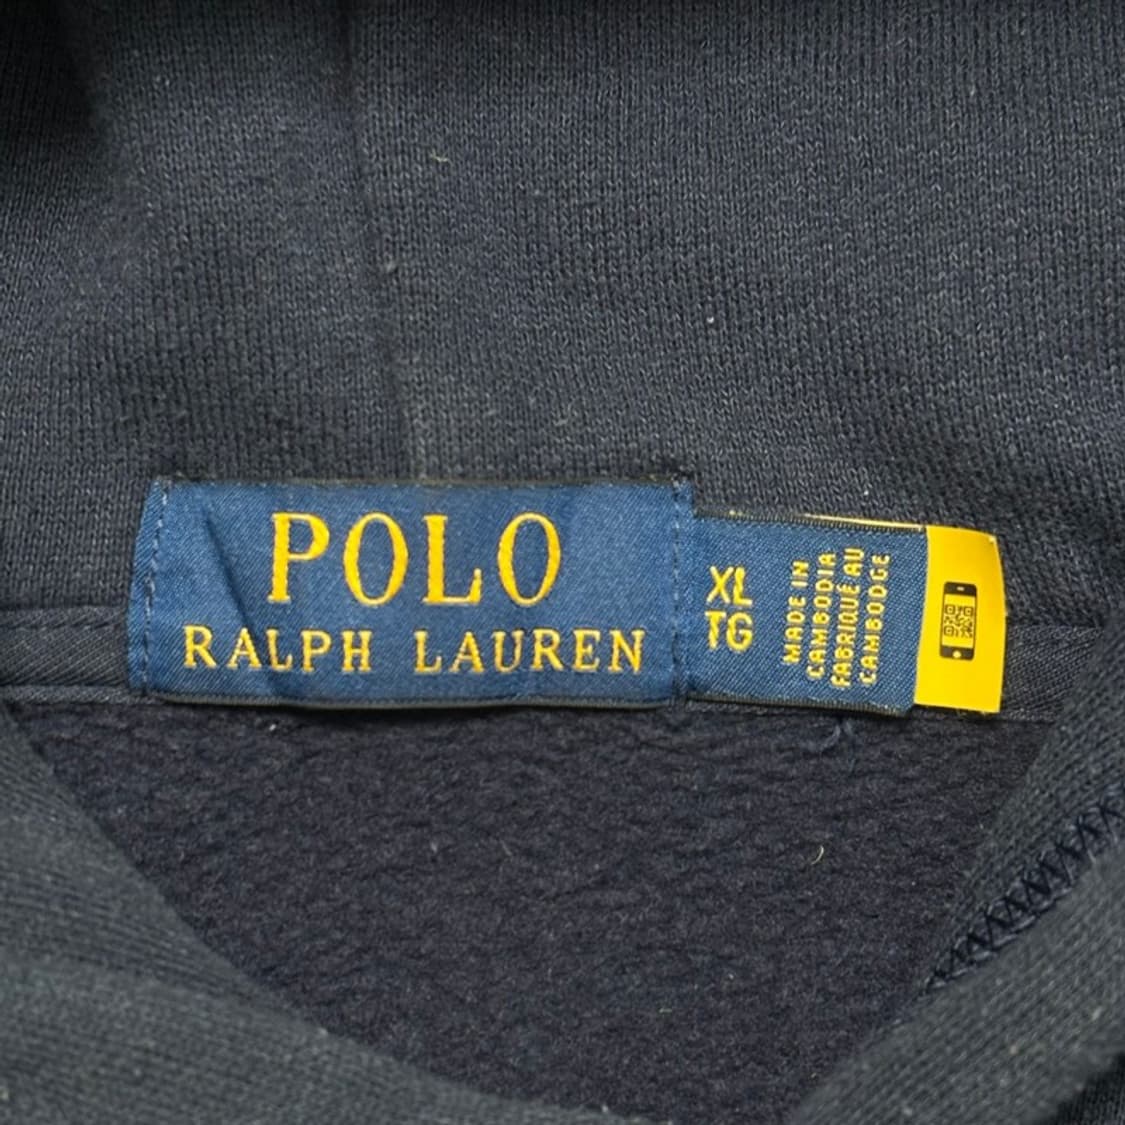 POLO
RALPH LAUREN
XL
TG
MADE IN
CAMBODIA
FABRIQUÉ AU
CAMBODGE